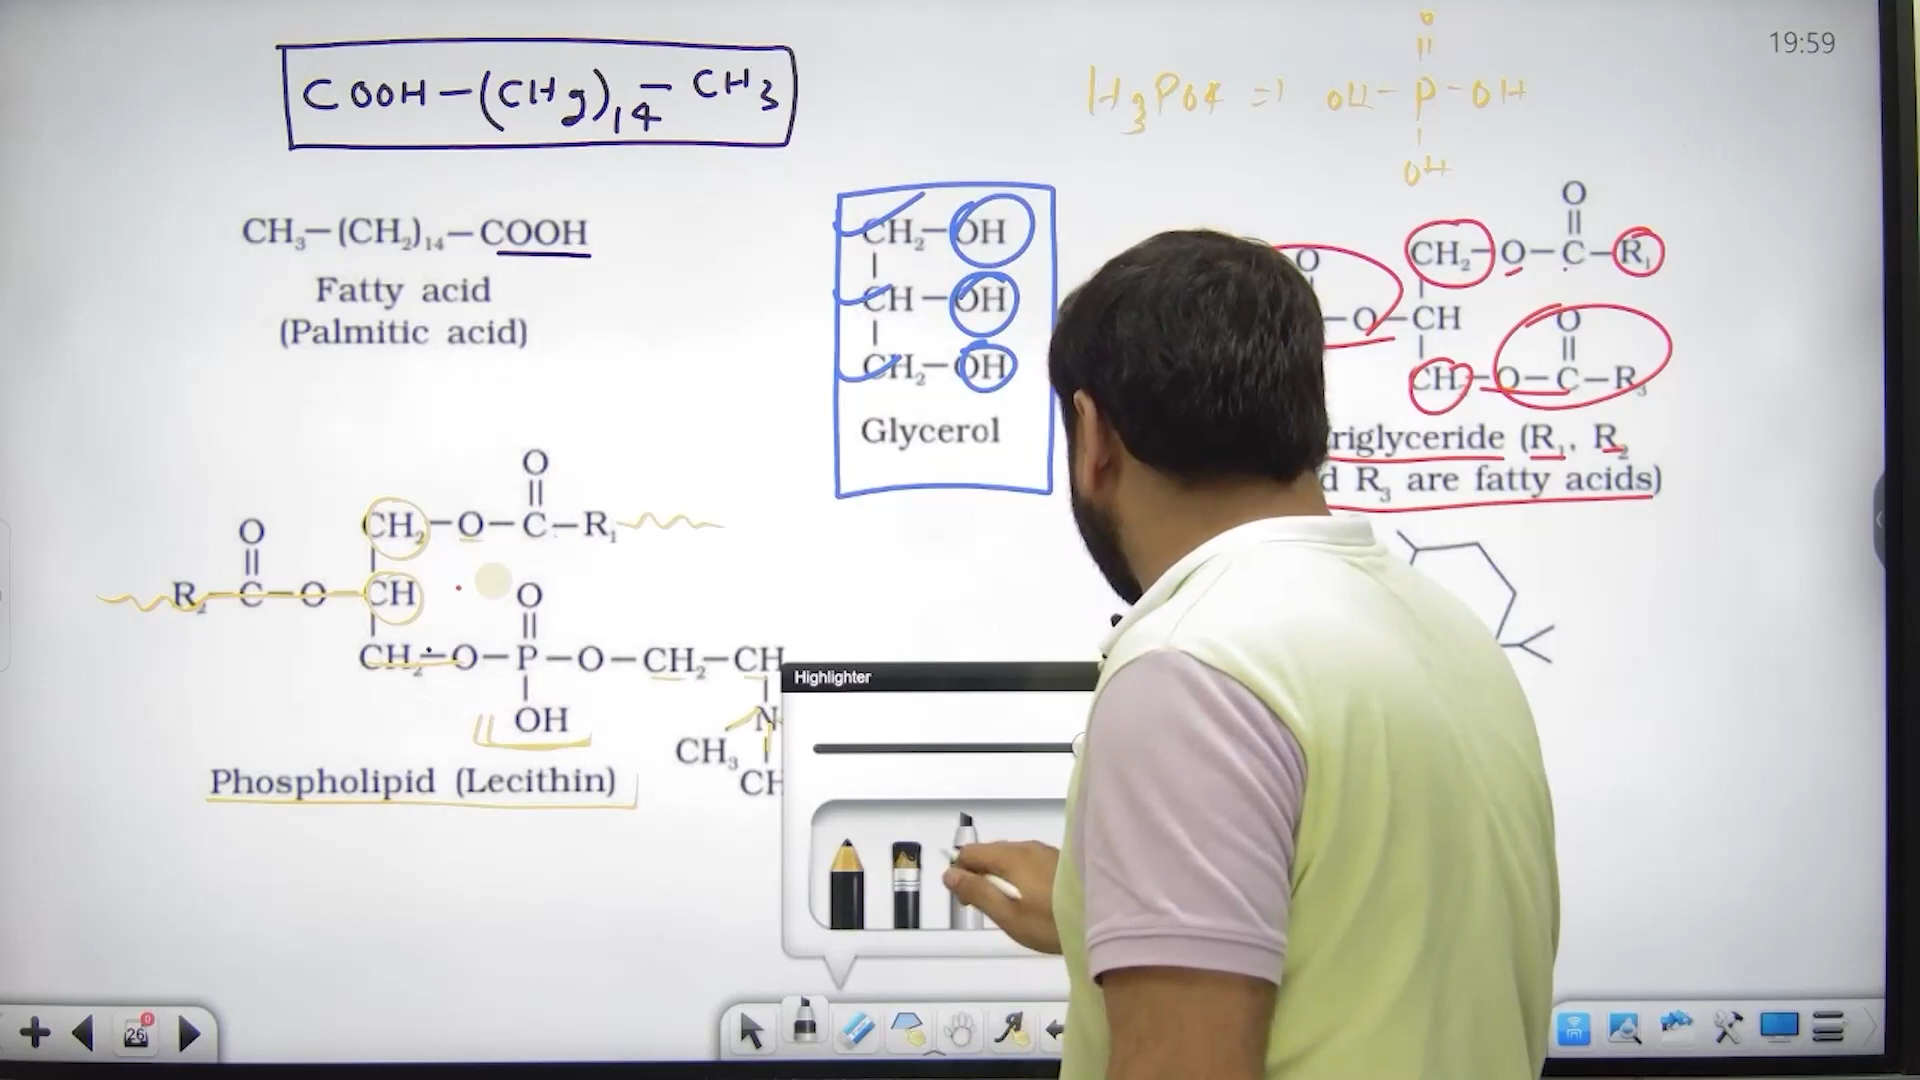 19:59
COOH-(CH2)14-CH3
H3PO4 => OH-P-OH
O
OH
CH₃-(CH₂)₁₄-COOH
Fatty acid
(Palmitic acid)
CH₂-OH
CH-OH
CH₂-OH
Glycerol
O
CH₂-O-C-R₁
O
-O-CH
O
CH₂-O-C-R₃
riglyceride (R₁, R₂
d R₃ are fatty acids)
O
CH₂-O-C-R₁
O
R₂-C-O-CH
O
CH₂-O-P-O-CH₂-CH
OH
N
CH₃
CH
Phospholipid (Lecithin)
Highlighter
26
0